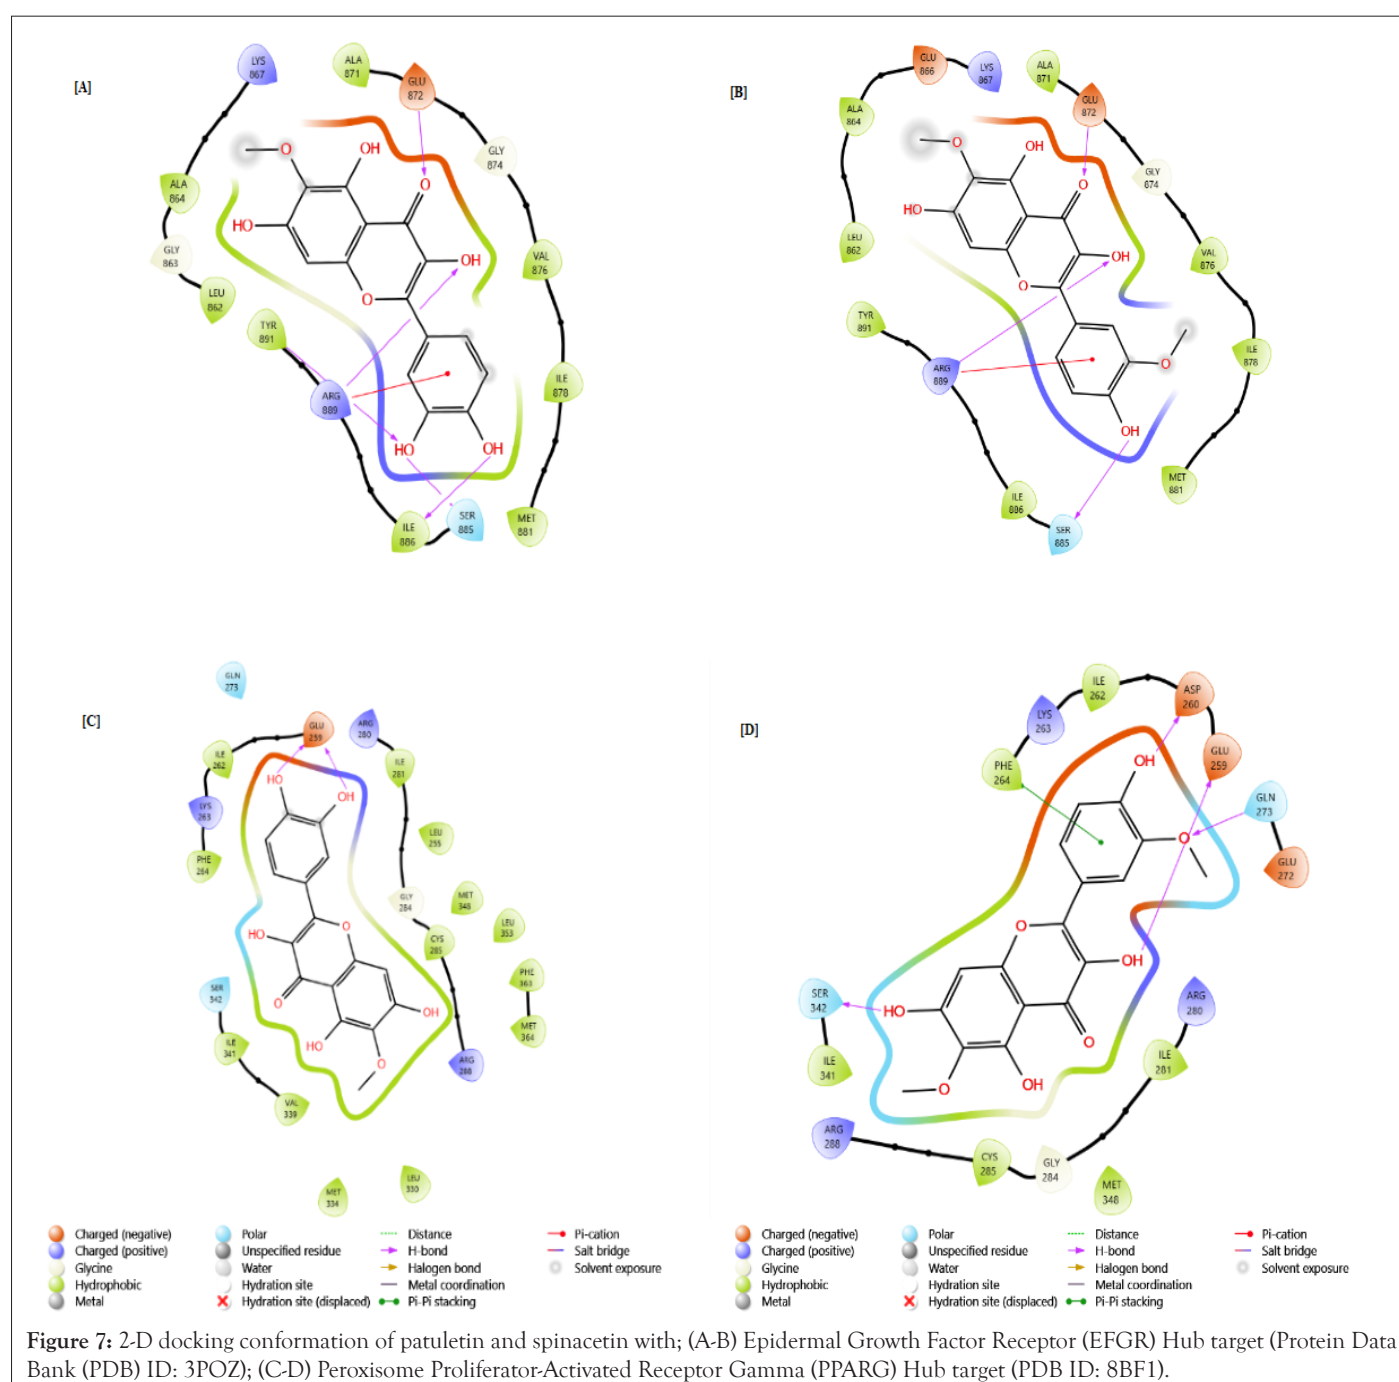 [A]
LYS
867
ALA
871
GLU
872
GLY
874
ALA
864
GLY
863
LEU
862
TYR
891
ARG
889
VAL
876
ILE
878
MET
881
SER
885
ILE
886
O
OH
O
HO
O
OH
HO
OH
[B]
GLU
866
LYS
867
ALA
871
GLU
872
ALA
864
GLY
874
LEU
862
VAL
876
TYR
891
ARG
889
ILE
878
MET
881
ILE
886
SER
885
O
OH
O
HO
O
OH
O
OH
[C]
GLN
273
GLU
259
ARG
280
ILE
262
ILE
281
LYS
263
PHE
264
LEU
255
GLY
284
MET
348
LEU
353
CYS
285
PHE
363
MET
364
SER
342
ILE
341
VAL
339
ARG
288
MET
334
LEU
330
HO
OH
HO
O
O
OH
HO
O
[D]
ILE
262
ASP
260
LYS
263
GLU
259
PHE
264
GLN
273
GLU
272
SER
342
ILE
341
ARG
280
ILE
281
ARG
288
CYS
285
GLY
284
MET
348
OH
O
O
OH
HO
O
OH
O
Charged (negative)
Charged (positive)
Glycine
Hydrophobic
Metal
Polar
Unspecified residue
Water
Hydration site
Hydration site (displaced)
Distance
H-bond
Halogen bond
Metal coordination
Pi-Pi stacking
Pi-cation
Salt bridge
Solvent exposure
Charged (negative)
Charged (positive)
Glycine
Hydrophobic
Metal
Polar
Unspecified residue
Water
Hydration site
Hydration site (displaced)
Distance
H-bond
Halogen bond
Metal coordination
Pi-Pi stacking
Pi-cation
Salt bridge
Solvent exposure
Figure 7: 2-D docking conformation of patuletin and spinacetin with; (A-B) Epidermal Growth Factor Receptor (EFGR) Hub target (Protein Data
Bank (PDB) ID: 3POZ); (C-D) Peroxisome Proliferator-Activated Receptor Gamma (PPARG) Hub target (PDB ID: 8BF1).